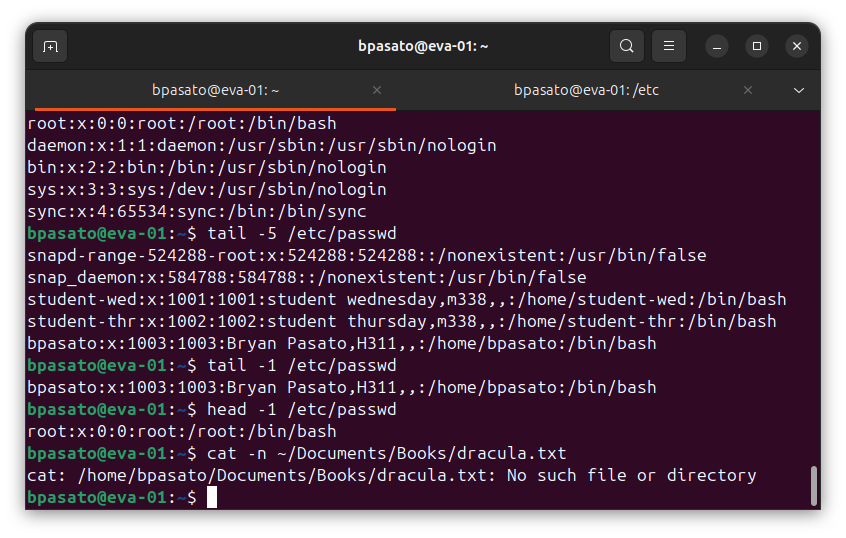 bpasato@eva-01: ~
bpasato@eva-01: ~
bpasato@eva-01: /etc
root:x:0:0:root:/root:/bin/bash
daemon:x:1:1:daemon:/usr/sbin:/usr/sbin/nologin
bin:x:2:2:bin:/bin:/usr/sbin/nologin
sys:x:3:3:sys:/dev:/usr/sbin/nologin
sync:x:4:65534:sync:/bin:/bin/sync
bpasato@eva-01:~$ tail -5 /etc/passwd
snapd-range-524288-root:x:524288:524288::/nonexistent:/usr/bin/false
snap_daemon:x:584788:584788::/nonexistent:/usr/bin/false
student-wed:x:1001:1001:student wednesday,m338,,:/home/student-wed:/bin/bash
student-thr:x:1002:1002:student thursday,m338,,:/home/student-thr:/bin/bash
bpasato:x:1003:1003:Bryan Pasato,H311,,:/home/bpasato:/bin/bash
bpasato@eva-01:~$ tail -1 /etc/passwd
bpasato:x:1003:1003:Bryan Pasato,H311,,:/home/bpasato:/bin/bash
bpasato@eva-01:~$ head -1 /etc/passwd
root:x:0:0:root:/root:/bin/bash
bpasato@eva-01:~$ cat -n ~/Documents/Books/dracula.txt
cat: /home/bpasato/Documents/Books/dracula.txt: No such file or directory
bpasato@eva-01:~$